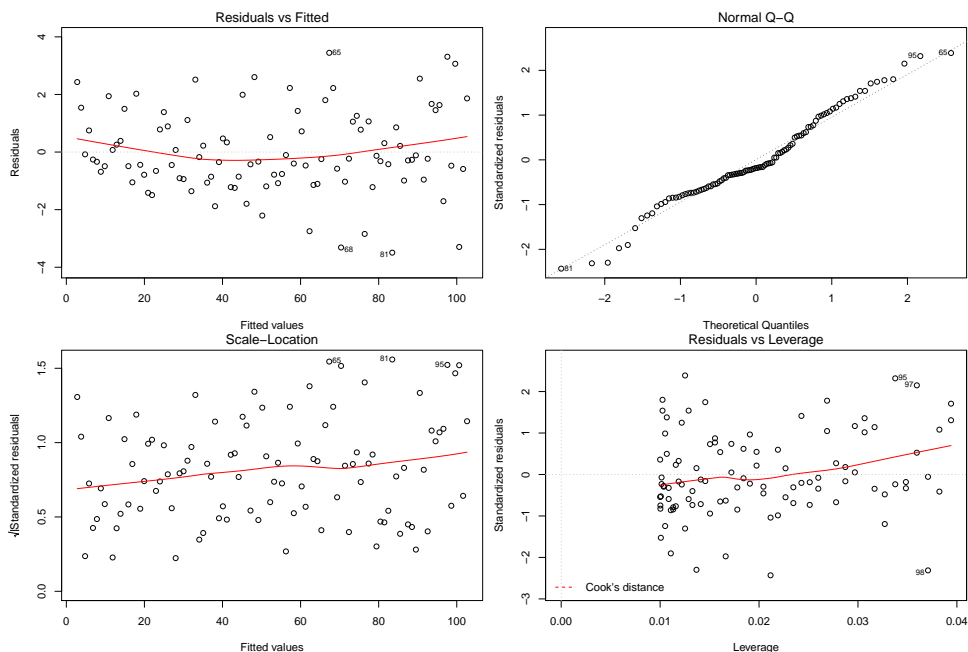 Residuals vs Fitted
Residuals
4
2
0
−2
−4
65
68
81
0 20 40 60 80 100
Fitted values
Normal Q−Q
Standardized residuals
2
1
0
−1
−2
95
65
81
−2 −1 0 1 2
Theoretical Quantiles
Scale−Location
√|Standardized residuals|
1.5
1.0
0.5
0.0
65
81
95
0 20 40 60 80 100
Fitted values
Residuals vs Leverage
Standardized residuals
2
1
0
−1
−2
−3
95
97
98
Cook's distance
0.00 0.01 0.02 0.03 0.04
Leverage